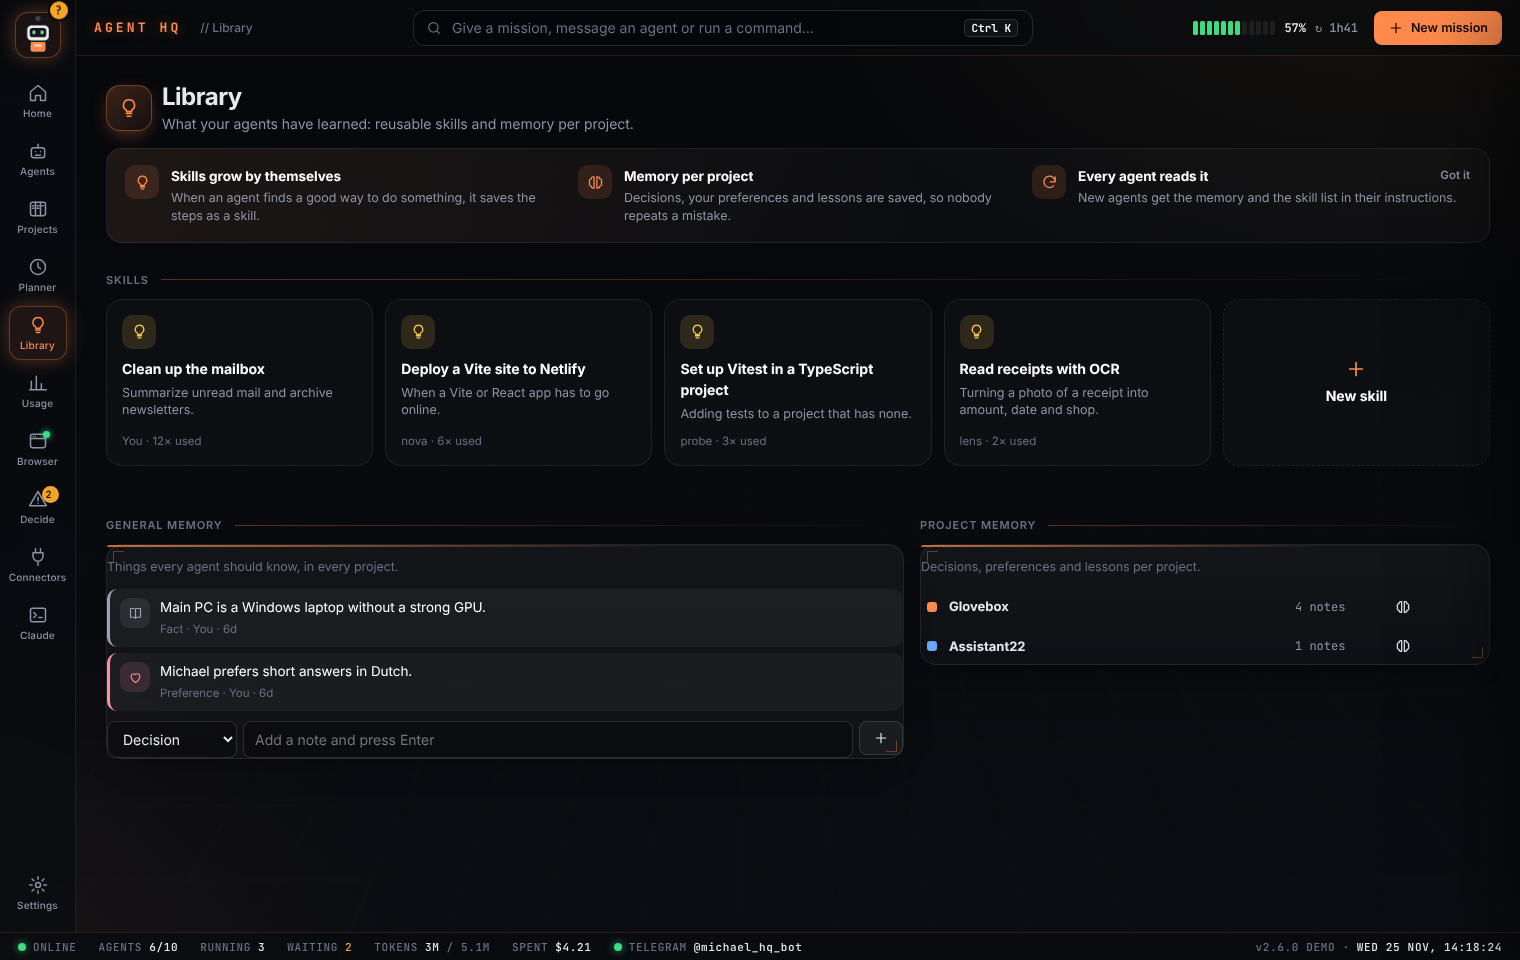 ?
AGENT HQ // Library
Give a mission, message an agent or run a command...
Ctrl K
57% ↻ 1h41
+ New mission
Home
Agents
Projects
Planner
Library
Usage
Browser
2
Decide
Connectors
Claude
Settings
Library
What your agents have learned: reusable skills and memory per project.
Skills grow by themselves
When an agent finds a good way to do something, it saves the
steps as a skill.
Memory per project
Decisions, your preferences and lessons are saved, so nobody
repeats a mistake.
Every agent reads it
Got it
New agents get the memory and the skill list in their instructions.
SKILLS
Clean up the mailbox
Summarize unread mail and archive
newsletters.
You · 12× used
Deploy a Vite site to Netlify
When a Vite or React app has to go
online.
nova · 6× used
Set up Vitest in a TypeScript
project
Adding tests to a project that has none.
probe · 3× used
Read receipts with OCR
Turning a photo of a receipt into
amount, date and shop.
lens · 2× used
+
New skill
GENERAL MEMORY
Things every agent should know, in every project.
Main PC is a Windows laptop without a strong GPU.
Fact · You · 6d
Michael prefers short answers in Dutch.
Preference · You · 6d
Decision
Add a note and press Enter
+
PROJECT MEMORY
Decisions, preferences and lessons per project.
Glovebox 4 notes
Assistant22 1 notes
ONLINE AGENTS 6/10 RUNNING 3 WAITING 2 TOKENS 3M / 5.1M SPENT $4.21 TELEGRAM @michael_hq_bot
v2.6.0 DEMO · WED 25 NOV, 14:18:24